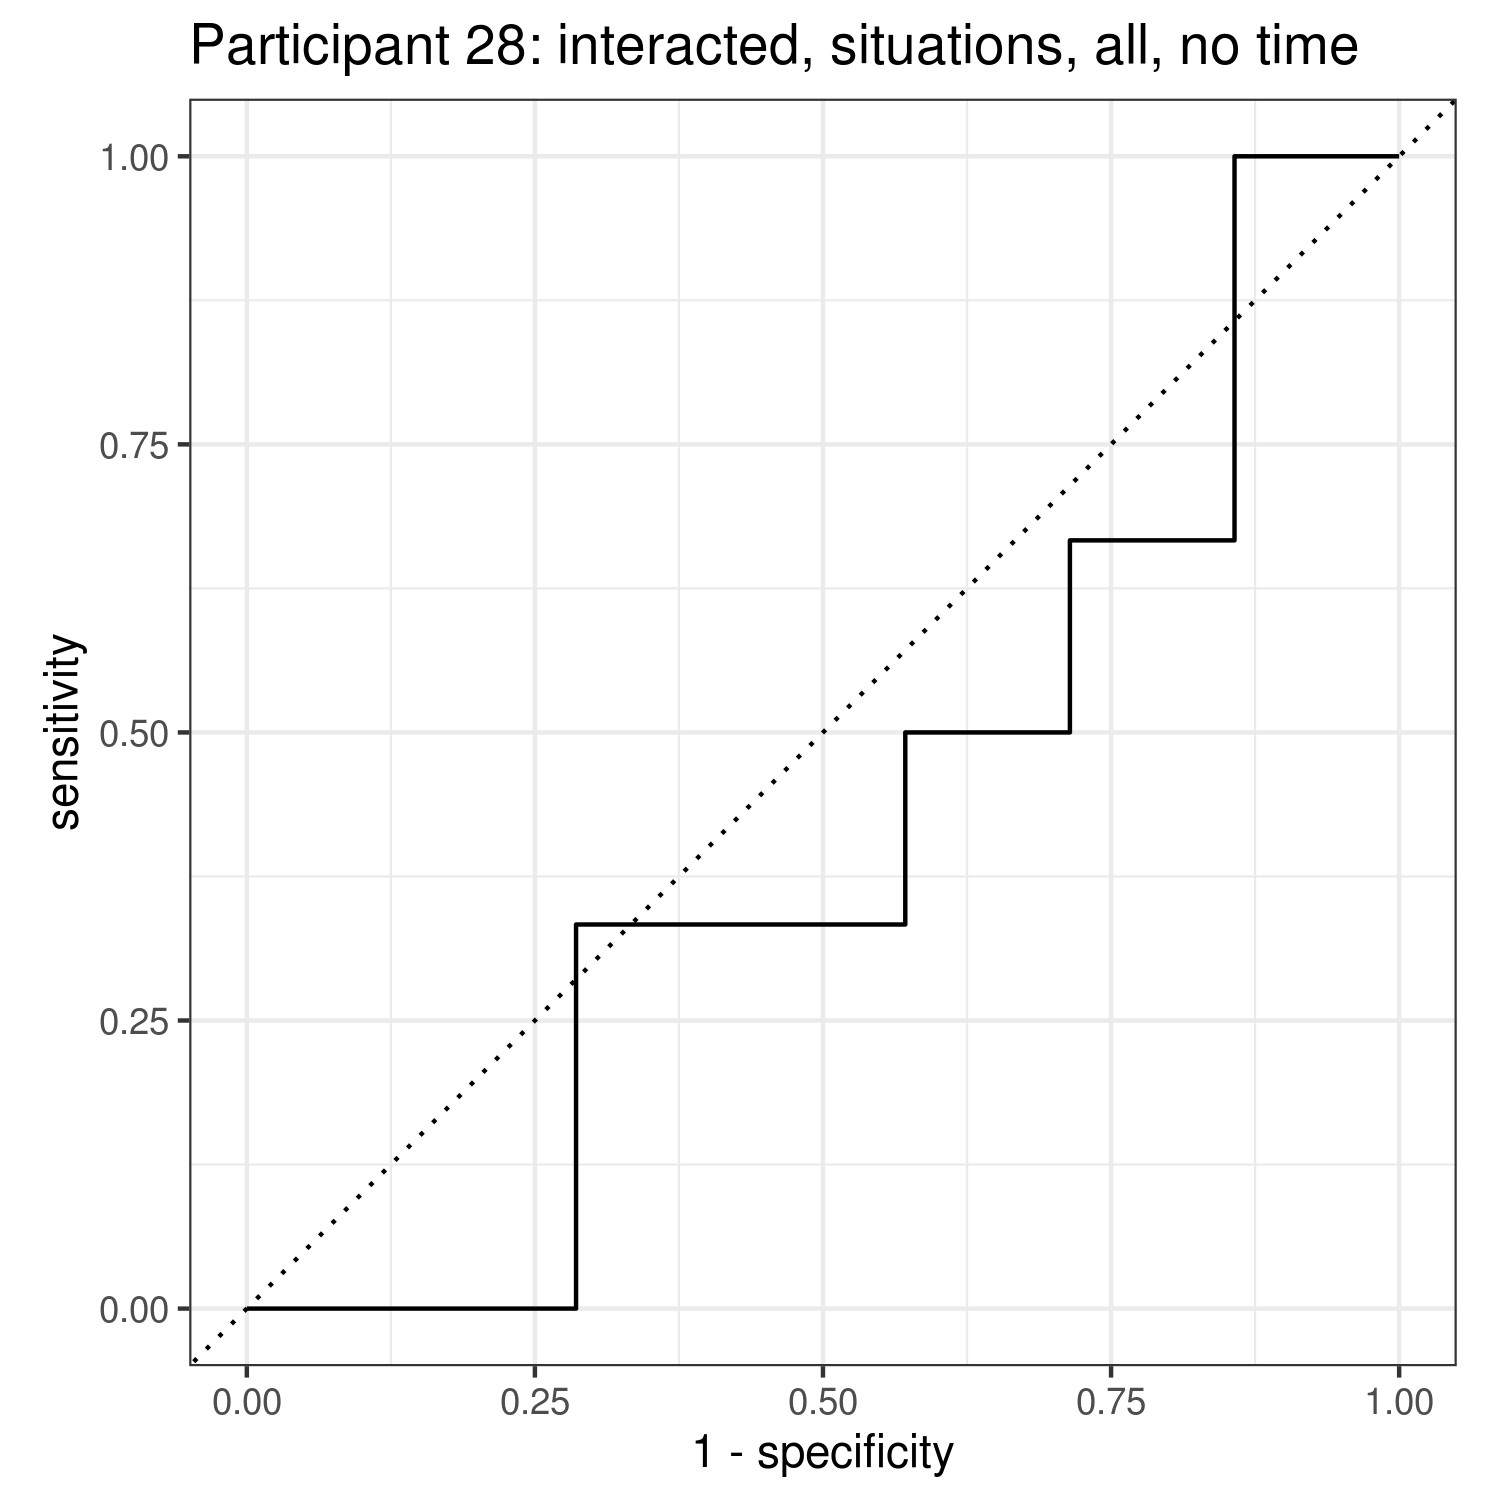 Participant 28: interacted, situations, all, no time
1.00
0.75
0.50
0.25
0.00
sensitivity
0.00 0.25 0.50 0.75 1.00
1 - specificity